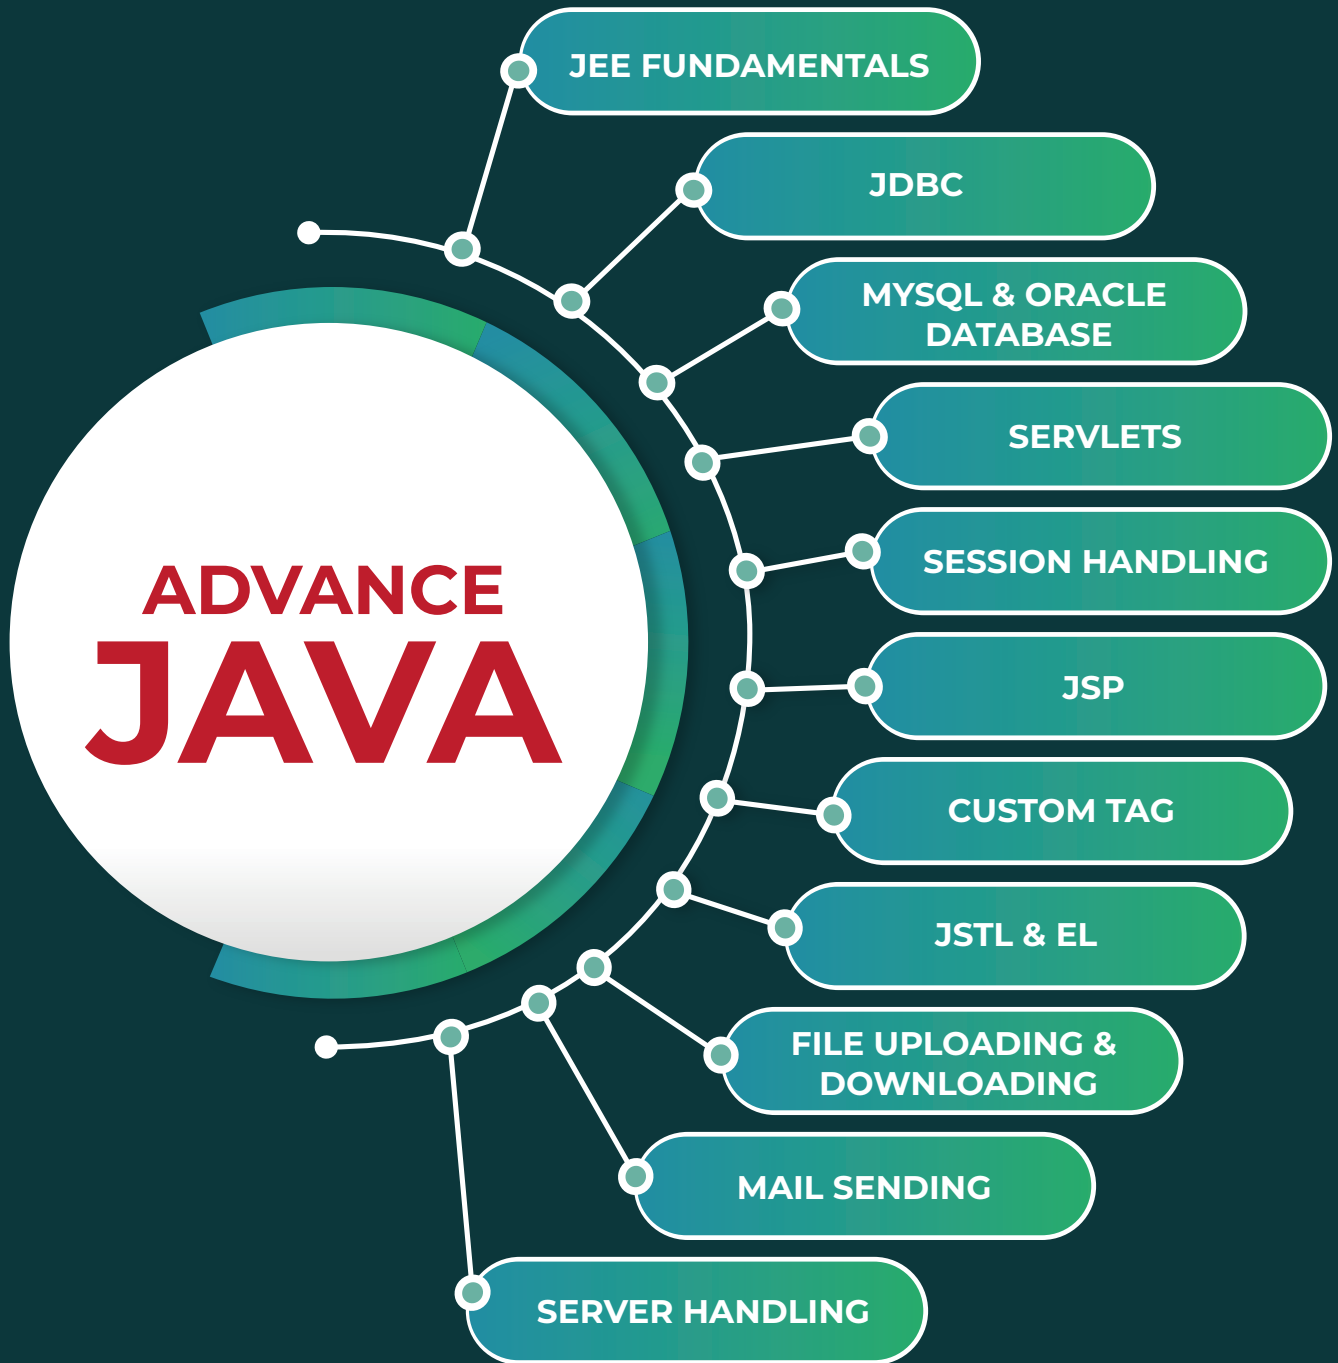 JEE FUNDAMENTALS
JDBC
MYSQL & ORACLE
DATABASE
SERVLETS
SESSION HANDLING
ADVANCE
JAVA
JSP
CUSTOM TAG
JSTL & EL
FILE UPLOADING &
DOWNLOADING
MAIL SENDING
SERVER HANDLING